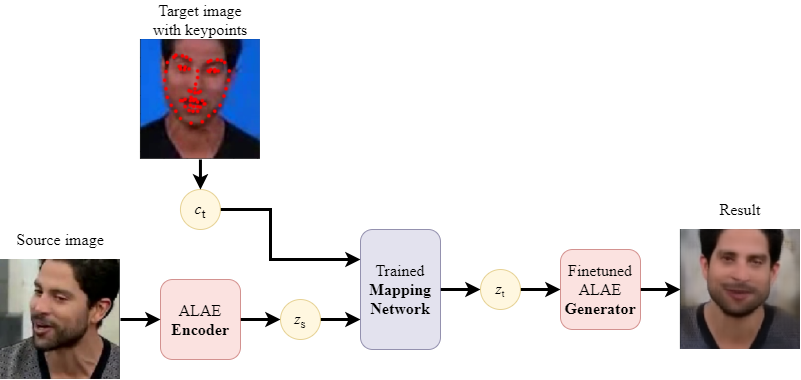 Target image
with keypoints
c_t
Source image
ALAE
Encoder
z_s
Trained
Mapping
Network
z_t
Finetuned
ALAE
Generator
Result